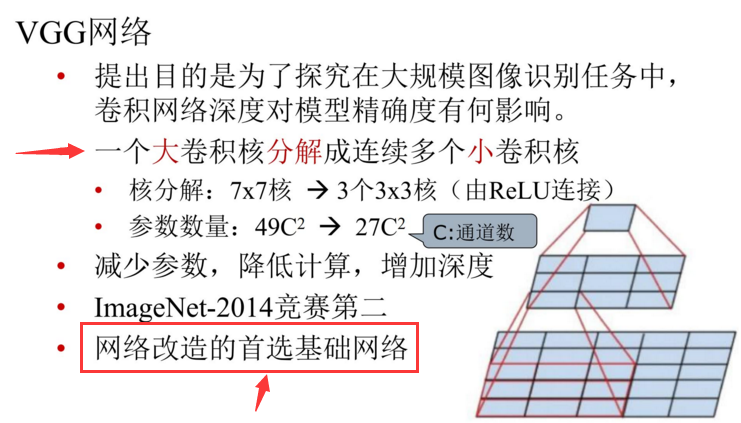 VGG网络
• 提出目的是为了探究在大规模图像识别任务中，
卷积网络深度对模型精确度有何影响。
一个大卷积核分解成连续多个小卷积核
• 核分解：7x7核 → 3个3x3核（由ReLU连接）
• 参数数量：49C² → 27C²
C:通道数
• 减少参数，降低计算，增加深度
• ImageNet-2014竞赛第二
• 网络改造的首选基础网络